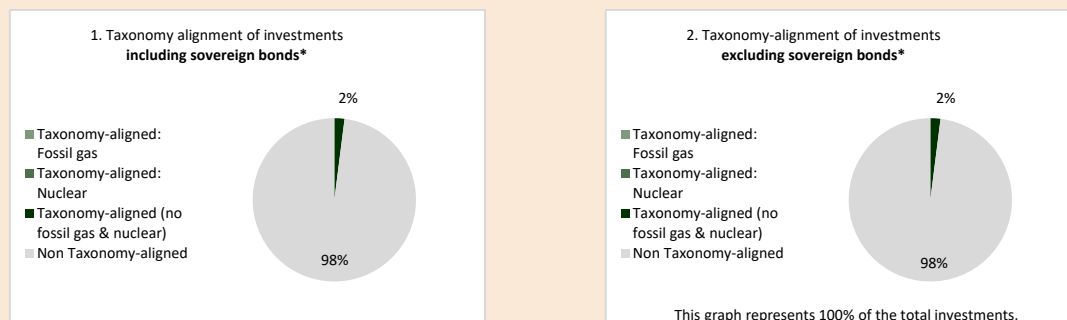 1. Taxonomy alignment of investments
including sovereign bonds*
2%
Taxonomy-aligned:
Fossil gas
Taxonomy-aligned:
Nuclear
Taxonomy-aligned (no
fossil gas & nuclear)
Non Taxonomy-aligned
98%
2. Taxonomy-alignment of investments
excluding sovereign bonds*
2%
Taxonomy-aligned:
Fossil gas
Taxonomy-aligned:
Nuclear
Taxonomy-aligned (no
fossil gas & nuclear)
Non Taxonomy-aligned
98%
This graph represents 100% of the total investments.